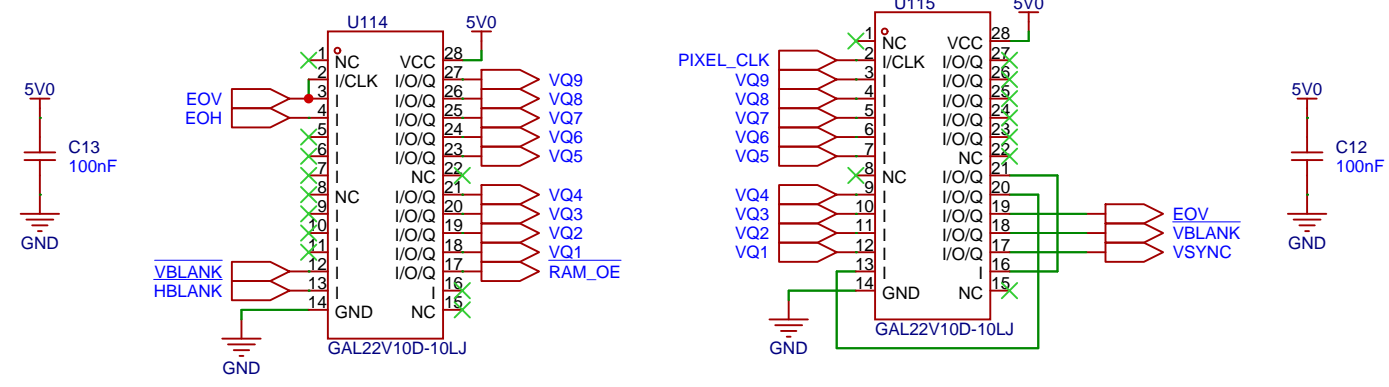 U114
5V0
1 NC VCC 28
2 I/CLK I/O/Q 27 VQ9
EOV 3 I I/O/Q 26 VQ8
EOH 4 I I/O/Q 25 VQ7
5 I I/O/Q 24 VQ6
6 I I/O/Q 23 VQ5
7 I NC 22
8 NC I/O/Q 21 VQ4
9 I I/O/Q 20 VQ3
10 I I/O/Q 19 VQ2
11 I I/O/Q 18 VQ1
VBLANK 12 I I/O/Q 17 RAM_OE
HBLANK 13 I I 16
14 GND NC 15
GAL22V10D-10LJ
GND
5V0
C13
100nF
GND
U115
5V0
1 NC VCC 28
PIXEL_CLK 2 I/CLK I/O/Q 27
VQ9 3 I I/O/Q 26
VQ8 4 I I/O/Q 25
VQ7 5 I I/O/Q 24
VQ6 6 I I/O/Q 23
VQ5 7 I NC 22
8 NC I/O/Q 21
VQ4 9 I I/O/Q 20
VQ3 10 I I/O/Q 19 EOV
VQ2 11 I I/O/Q 18 VBLANK
VQ1 12 I I/O/Q 17 VSYNC
13 I I 16
14 GND NC 15
GAL22V10D-10LJ
GND
5V0
C12
100nF
GND